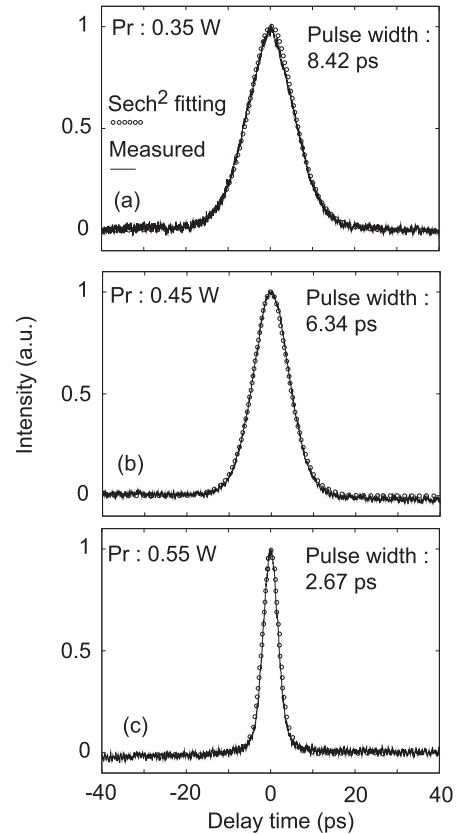 Pr : 0.35 W
Pulse width :
8.42 ps
Sech² fitting
Measured
(a)
1
0.5
0
Pr : 0.45 W
Pulse width :
6.34 ps
(b)
1
0.5
0
Pr : 0.55 W
Pulse width :
2.67 ps
(c)
1
0.5
0
Intensity (a.u.)
-40 -20 0 20 40
Delay time (ps)